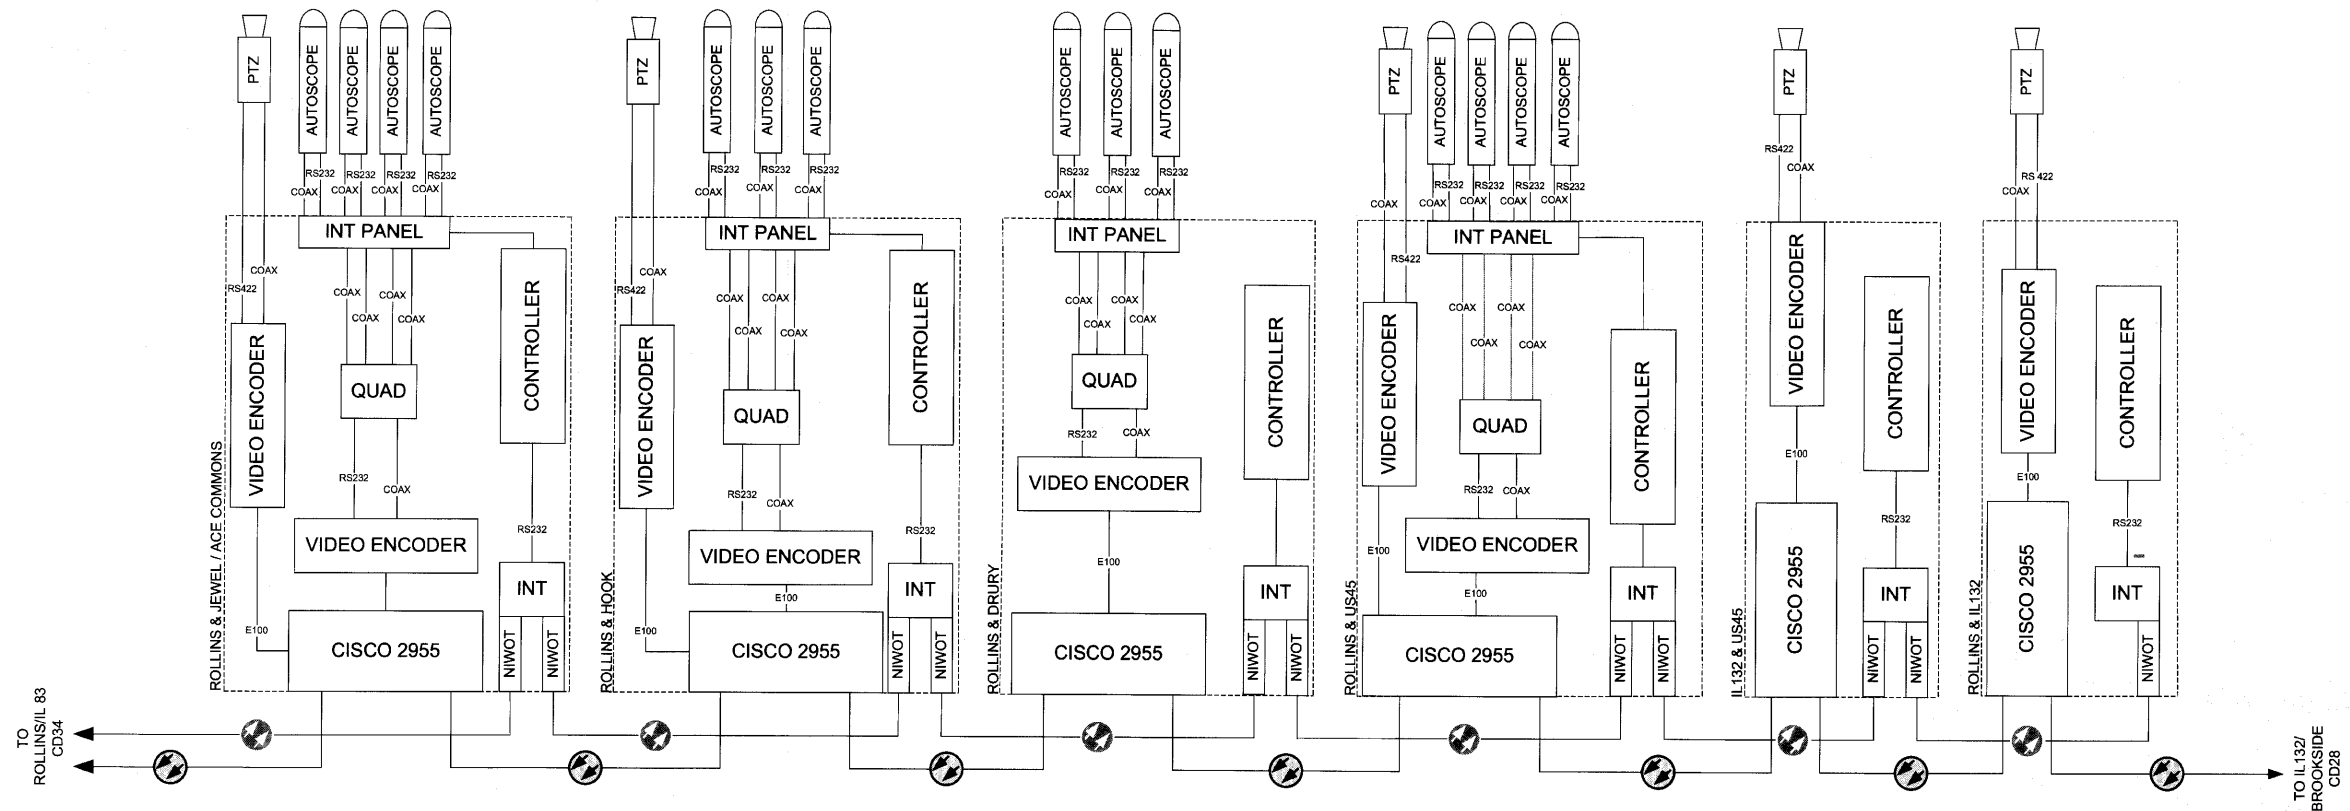 PTZ
AUTOSCOPE
AUTOSCOPE
AUTOSCOPE
AUTOSCOPE
RS232
RS232
RS232
RS232
COAX
COAX
COAX
COAX
INT PANEL
COAX
RS422
COAX
COAX
COAX
COAX
CONTROLLER
VIDEO ENCODER
QUAD
RS232
COAX
RS232
VIDEO ENCODER
INT
E100
CISCO 2955
NIWOT
NIWOT
ROLLINS & JEWEL / ACE COMMONS
PTZ
AUTOSCOPE
AUTOSCOPE
AUTOSCOPE
RS232
RS232
RS232
COAX
COAX
COAX
INT PANEL
COAX
RS422
COAX
COAX
COAX
COAX
CONTROLLER
VIDEO ENCODER
QUAD
RS232
COAX
RS232
VIDEO ENCODER
INT
E100
E100
CISCO 2955
NIWOT
NIWOT
ROLLINS & HOOK
AUTOSCOPE
AUTOSCOPE
AUTOSCOPE
RS232
RS232
RS232
COAX
COAX
COAX
INT PANEL
COAX
COAX
COAX
COAX
CONTROLLER
QUAD
RS232
COAX
VIDEO ENCODER
E100
INT
CISCO 2955
NIWOT
NIWOT
ROLLINS & DRURY
PTZ
AUTOSCOPE
AUTOSCOPE
AUTOSCOPE
AUTOSCOPE
RS232
RS232
RS232
RS232
COAX
COAX
COAX
COAX
COAX
INT PANEL
RS422
COAX
COAX
COAX
COAX
VIDEO ENCODER
CONTROLLER
QUAD
RS232
COAX
E100
VIDEO ENCODER
E100
INT
CISCO 2955
NIWOT
NIWOT
ROLLINS & US45
PTZ
RS422
COAX
VIDEO ENCODER
CONTROLLER
E100
RS232
CISCO 2955
INT
NIWOT
NIWOT
IL132 & US45
PTZ
RS422
COAX
VIDEO ENCODER
CONTROLLER
E100
RS232
CISCO 2955
INT
NIWOT
ROLLINS & IL132
TO
ROLLINS/IL 83
CD34
TO IL132/
BROOKSIDE
CD28